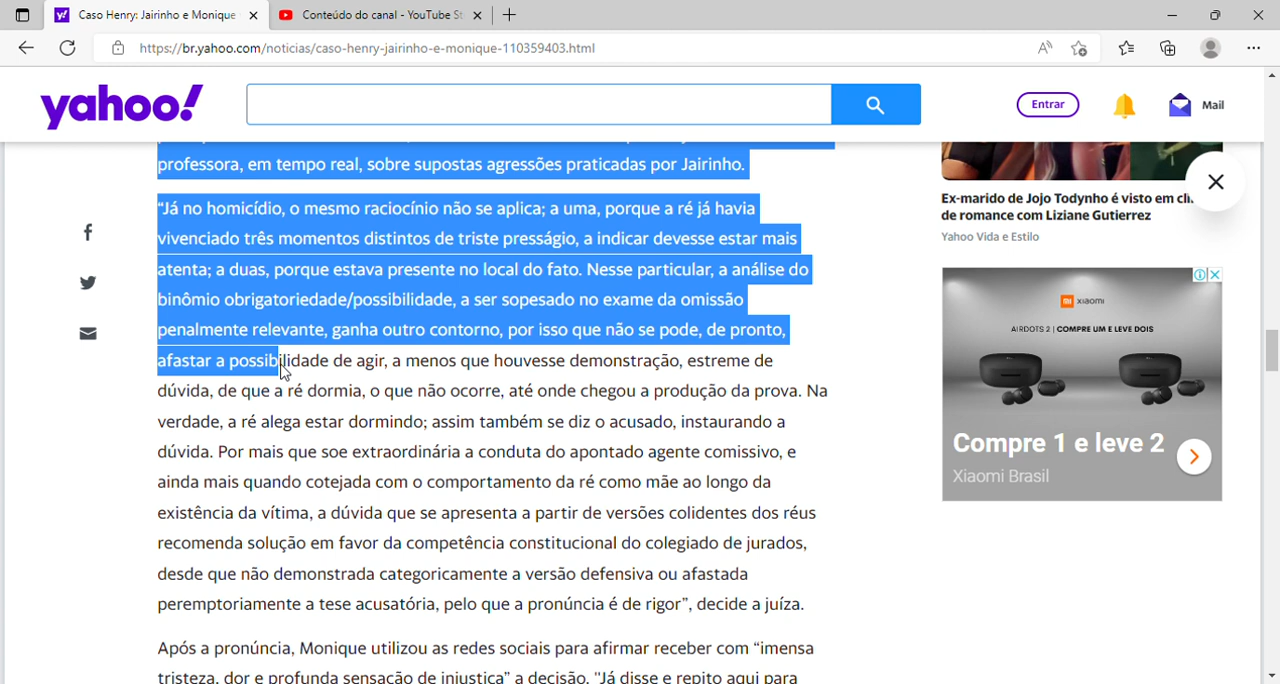 Caso Henry: Jairinho e Monique
Conteúdo do canal - YouTube St
https://br.yahoo.com/noticias/caso-henry-jairinho-e-monique-110359403.html
yahoo!
Entrar
Mail
professora, em tempo real, sobre supostas agressões praticadas por Jairinho.
“Já no homicídio, o mesmo raciocínio não se aplica; a uma, porque a ré já havia
vivenciado três momentos distintos de triste presságio, a indicar devesse estar mais
atenta; a duas, porque estava presente no local do fato. Nesse particular, a análise do
binômio obrigatoriedade/possibilidade, a ser sopesado no exame da omissão
penalmente relevante, ganha outro contorno, por isso que não se pode, de pronto,
afastar a possibilidade de agir, a menos que houvesse demonstração, estreme de
dúvida, de que a ré dormia, o que não ocorre, até onde chegou a produção da prova. Na
verdade, a ré alega estar dormindo; assim também se diz o acusado, instaurando a
dúvida. Por mais que soe extraordinária a conduta do apontado agente comissivo, e
ainda mais quando cotejada com o comportamento da ré como mãe ao longo da
existência da vítima, a dúvida que se apresenta a partir de versões colidentes dos réus
recomenda solução em favor da competência constitucional do colegiado de jurados,
desde que não demonstrada categoricamente a versão defensiva ou afastada
peremptoriamente a tese acusatória, pelo que a pronúncia é de rigor”, decide a juíza.
Após a pronúncia, Monique utilizou as redes sociais para afirmar receber com “imensa
tristeza, dor e profunda sensação de injustiça” a decisão. "Já disse e repito aqui para
Ex-marido de Jojo Todynho é visto em cli
de romance com Liziane Gutierrez
Yahoo Vida e Estilo
xiaomi
AIRDOTS 2 | COMPRE UM E LEVE DOIS
Compre 1 e leve 2
Xiaomi Brasil